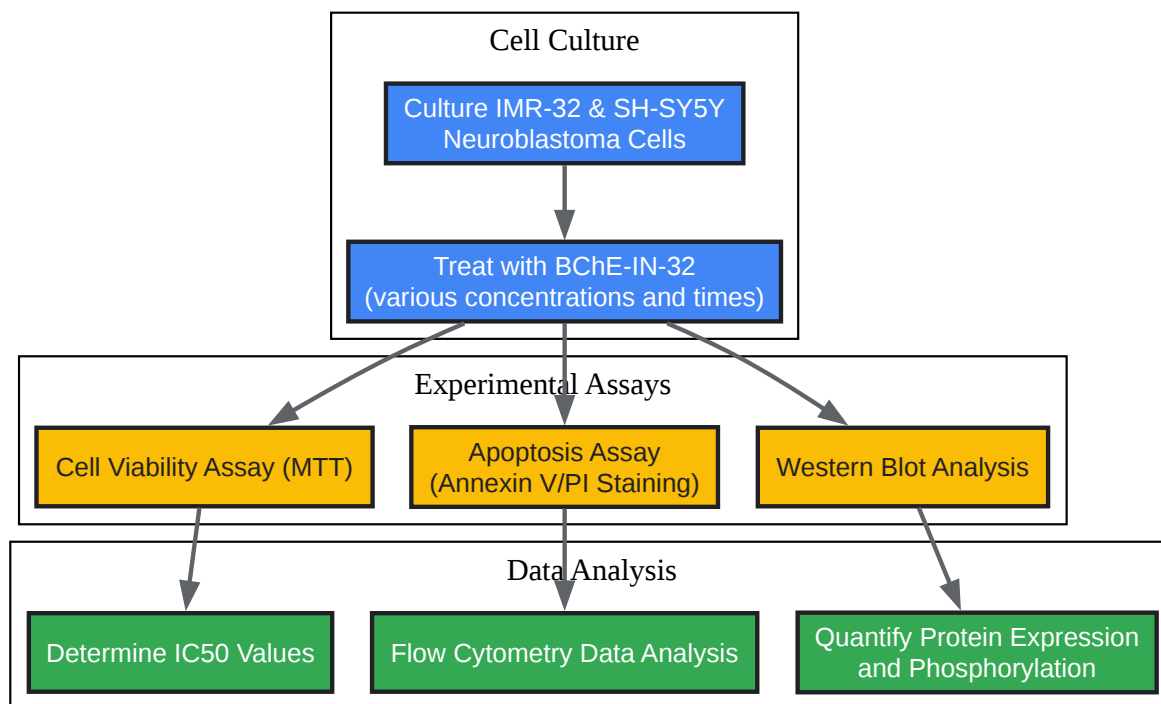 Cell Culture
Culture IMR-32 & SH-SY5Y
Neuroblastoma Cells
Treat with BChE-IN-32
(various concentrations and times)
Experimental Assays
Cell Viability Assay (MTT)
Apoptosis Assay
(Annexin V/PI Staining)
Western Blot Analysis
Data Analysis
Determine IC50 Values
Flow Cytometry Data Analysis
Quantify Protein Expression
and Phosphorylation